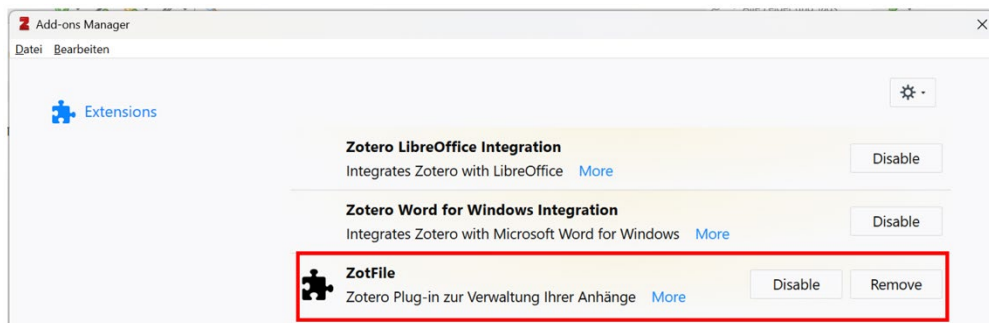 Add-ons Manager
Datei Bearbeiten
Extensions
Zotero LibreOffice Integration
Integrates Zotero with LibreOffice More
Disable
Zotero Word for Windows Integration
Integrates Zotero with Microsoft Word for Windows More
Disable
ZotFile
Zotero Plug-in zur Verwaltung Ihrer Anhänge More
Disable Remove